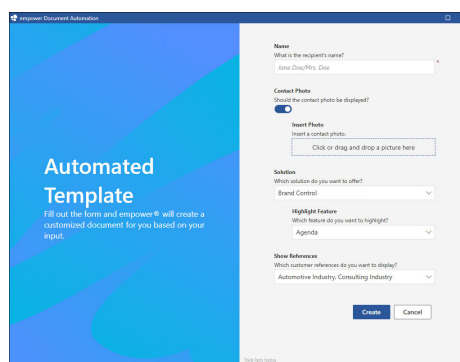 empower Document Automation
Automated
Template
Fill out the form and empower® will create a
customized document for you based on your
input.
Name
What is the recipient's name?
Jane Doe/Mrs. Doe
*
Contact Photo
Should the contact photo be displayed?
Insert Photo
Insert a contact photo.
Click or drag and drop a picture here
Solution
Which solution do you want to offer?
Brand Control
Highlight Feature
Which feature do you want to highlight?
Agenda
Show References
Which customer references do you want to display?
Automotive Industry, Consulting Industry
Create
Cancel
Third Party Notice